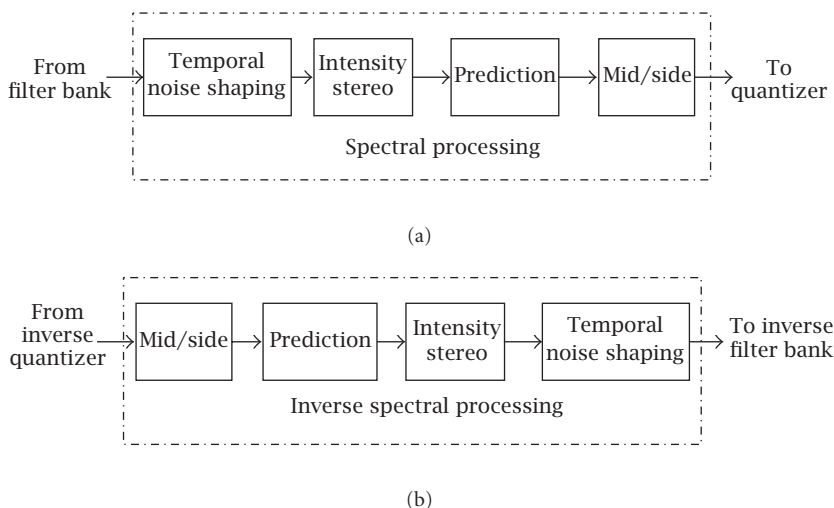 From
filter bank
Temporal
noise shaping
Intensity
stereo
Prediction
Mid/side
To
quantizer
Spectral processing
(a)
From
inverse
quantizer
Mid/side
Prediction
Intensity
stereo
Temporal
noise shaping
To inverse
filter bank
Inverse spectral processing
(b)